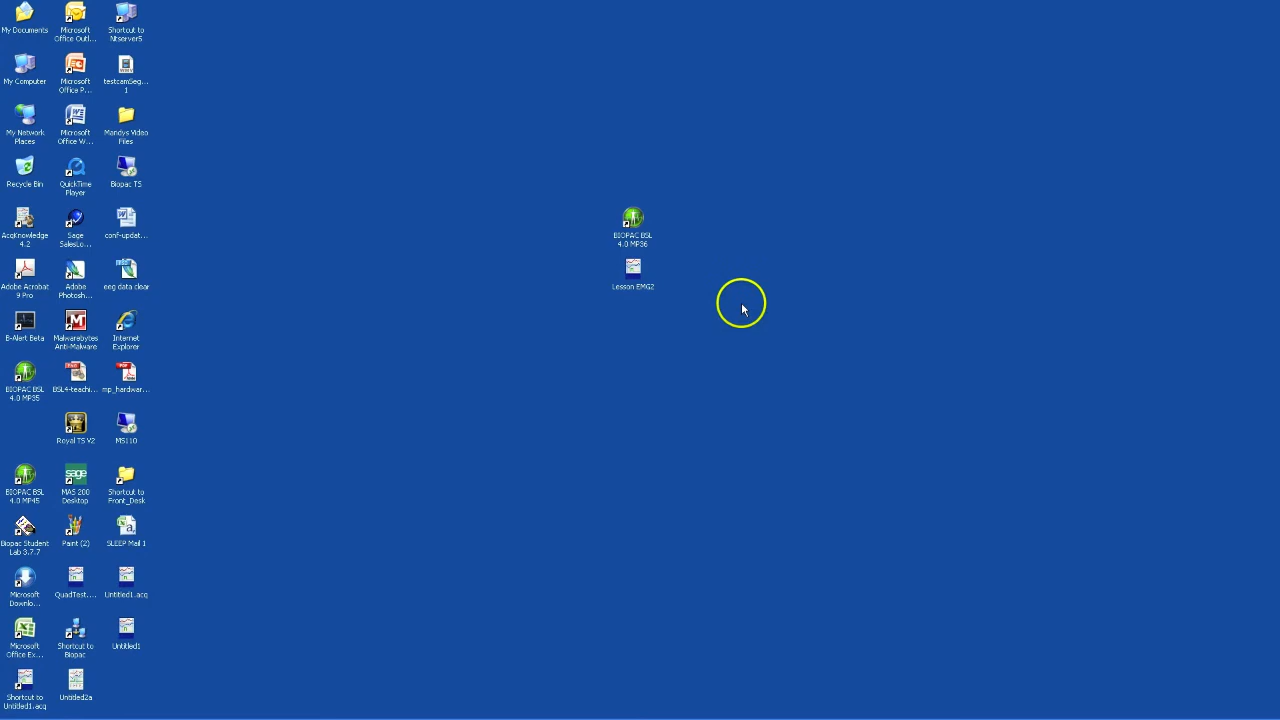 My Documents
Microsoft
Office Outl...
Shortcut to
Ntserver5
My Computer
Microsoft
Office P...
testcamSeg...
1
My Network
Places
Microsoft
Office W...
Mandys Video
Files
Recycle Bin
QuickTime
Player
Biopac TS
AcqKnowledge
4.2
Sage
SalesLo...
conf-updat...
BIOPAC BSL
4.0 MP36
Adobe Acrobat
9 Pro
Adobe
Photosh...
eeg data clear
Lesson EMG2
B-Alert Beta
Malwarebytes
Anti-Malware
Internet
Explorer
BIOPAC BSL
4.0 MP35
BSL4-teachi...
mp_hardwar...
Royal TS V2
MS110
BIOPAC BSL
4.0 MP45
sage
MAS 200
Desktop
Shortcut to
Front_Desk
Biopac Student
Lab 3.7.7
Paint (2)
SLEEP Mail 1
Microsoft
Downlo...
QuadTest....
Untitled1.acq
Microsoft
Office Ex...
Shortcut to
Biopac
Untitled1
Shortcut to
Untitled1.acq
Untitled2a